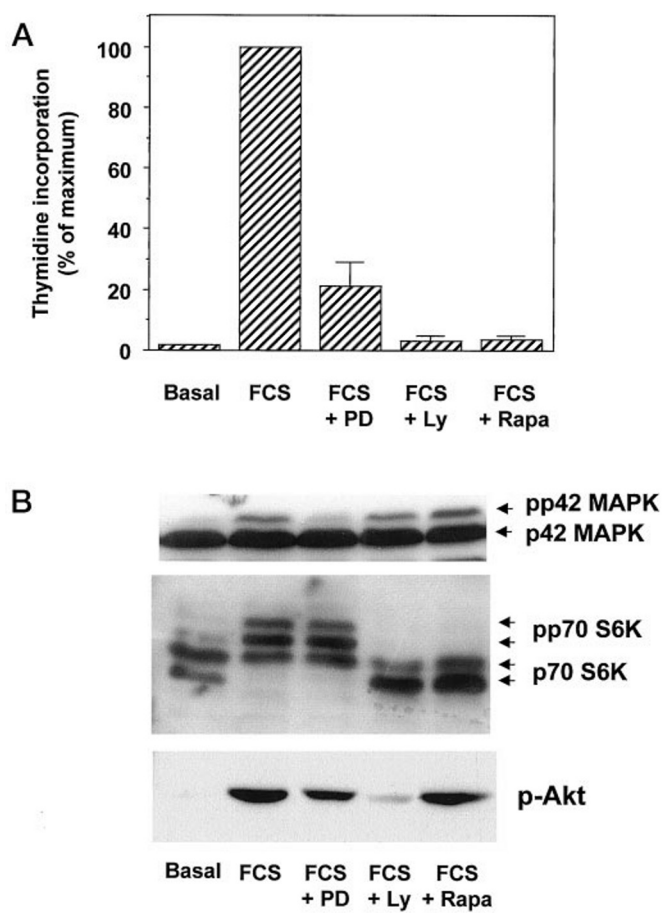 A
Thymidine incorporation
(% of maximum)
100
80
60
40
20
0
Basal FCS FCS + PD FCS + Ly FCS + Rapa
B
pp42 MAPK
p42 MAPK
pp70 S6K
p70 S6K
p-Akt
Basal FCS FCS + PD FCS + Ly FCS + Rapa